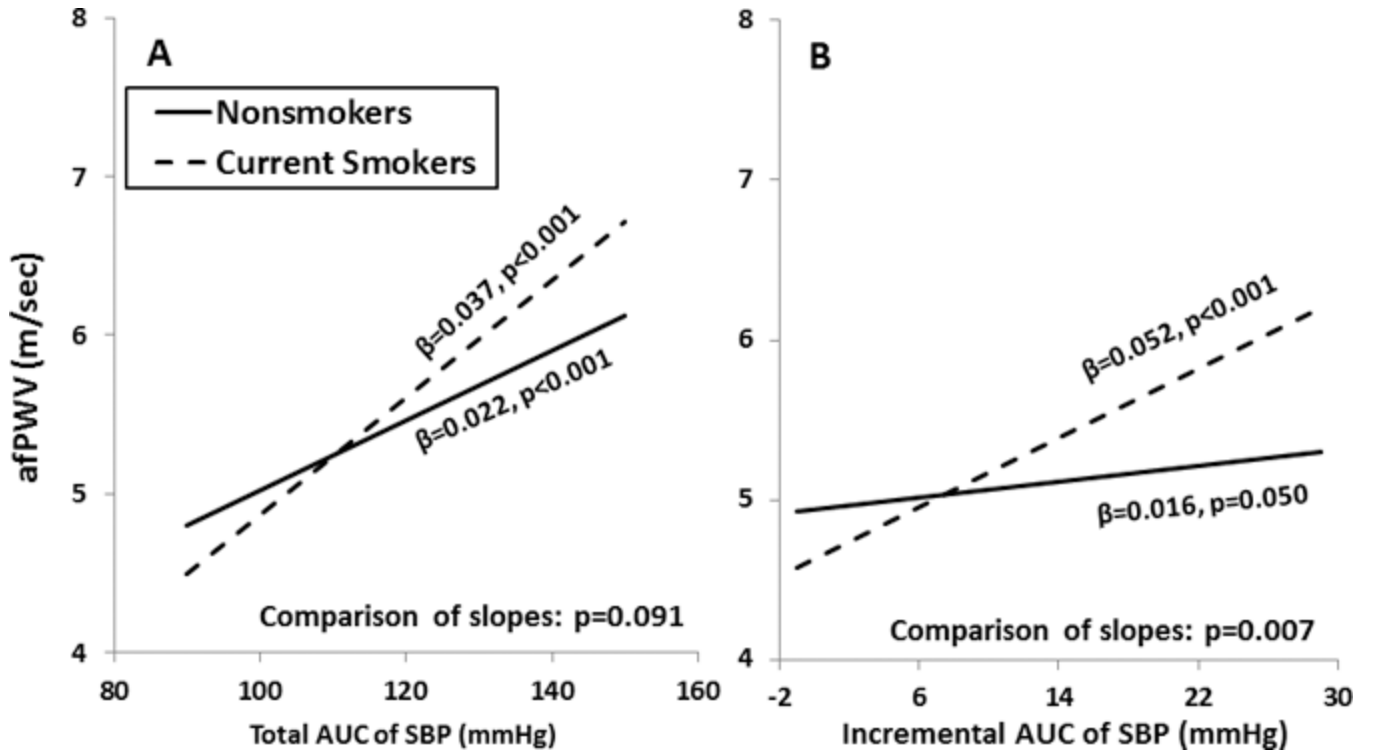 A
Nonsmokers
Current Smokers
afPWV (m/sec)
8
7
6
5
4
β=0.037, p<0.001
β=0.022, p<0.001
Comparison of slopes: p=0.091
80 100 120 140 160
Total AUC of SBP (mmHg)
B
8
7
6
5
4
β=0.052, p<0.001
β=0.016, p=0.050
Comparison of slopes: p=0.007
-2 6 14 22 30
Incremental AUC of SBP (mmHg)